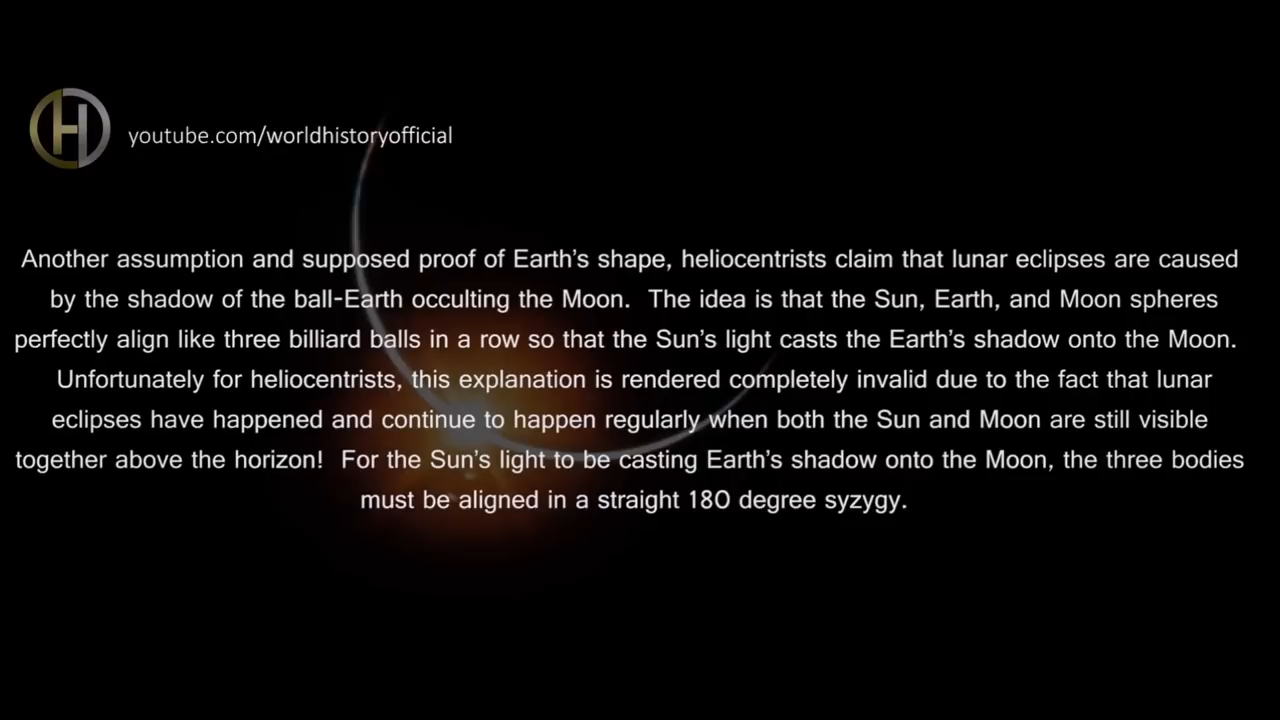 H
youtube.com/worldhistoryofficial
Another assumption and supposed proof of Earth's shape, heliocentrists claim that lunar eclipses are caused
by the shadow of the ball-Earth occulting the Moon.  The idea is that the Sun, Earth, and Moon spheres
perfectly align like three billiard balls in a row so that the Sun's light casts the Earth's shadow onto the Moon.
Unfortunately for heliocentrists, this explanation is rendered completely invalid due to the fact that lunar
eclipses have happened and continue to happen regularly when both the Sun and Moon are still visible
together above the horizon!  For the Sun's light to be casting Earth's shadow onto the Moon, the three bodies
must be aligned in a straight 180 degree syzygy.